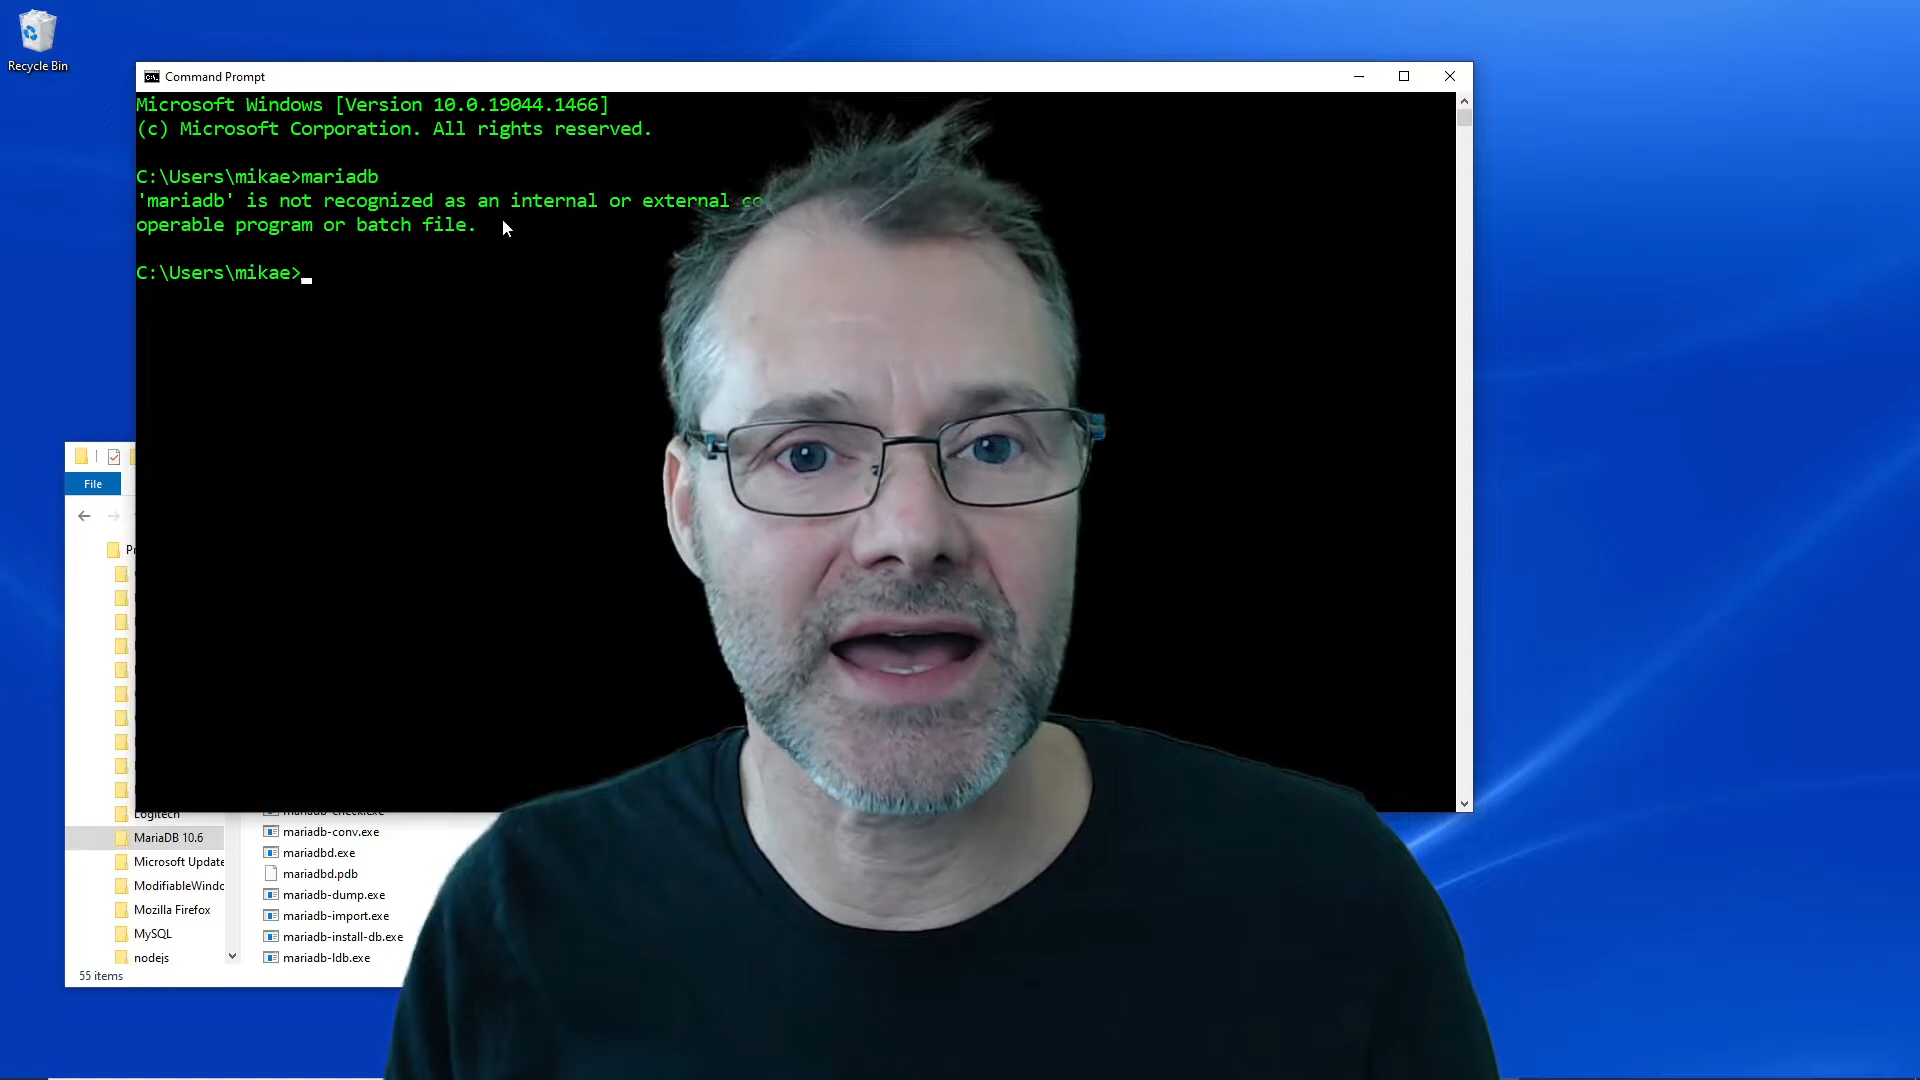 Recycle Bin
Command Prompt
Microsoft Windows [Version 10.0.19044.1466]
(c) Microsoft Corporation. All rights reserved.
C:\Users\mikae>mariadb
'mariadb' is not recognized as an internal or external
operable program or batch file.
C:\Users\mikae>
File
Logitech
MariaDB 10.6
Microsoft Update
Mozilla Firefox
MySQL
nodejs
mariadb-check.exe
mariadb-conv.exe
mariadbd.exe
mariadbd.pdb
mariadb-dump.exe
mariadb-import.exe
mariadb-install-db.exe
mariadb-ldb.exe
55 items